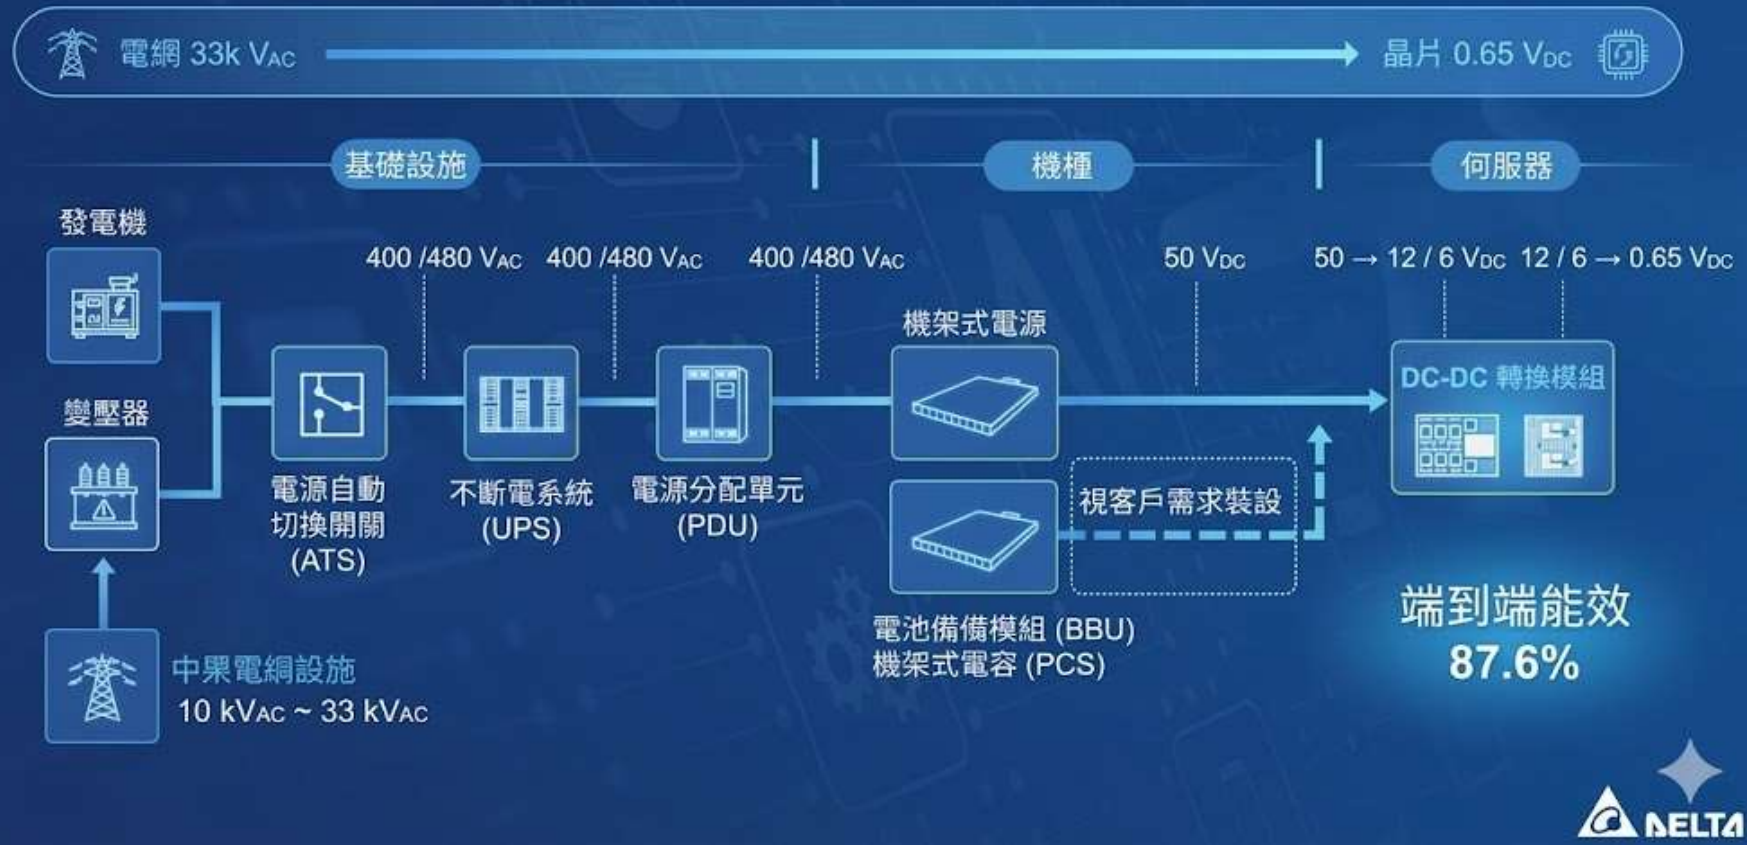 電網 33k VAC
晶片 0.65 VDC
基礎設施
機種
何服器
發電機
400 /480 VAC
400 /480 VAC
400 /480 VAC
50 VDC
50 → 12 / 6 VDC
12 / 6 → 0.65 VDC
機架式電源
DC-DC 轉換模組
變壓器
電源自動
切換開關
(ATS)
不斷電系統
(UPS)
電源分配單元
(PDU)
視客戶需求裝設
電池備備模組 (BBU)
機架式電容 (PCS)
端到端能效
87.6%
中果電綱設施
10 kVAC ~ 33 kVAC
DELTA